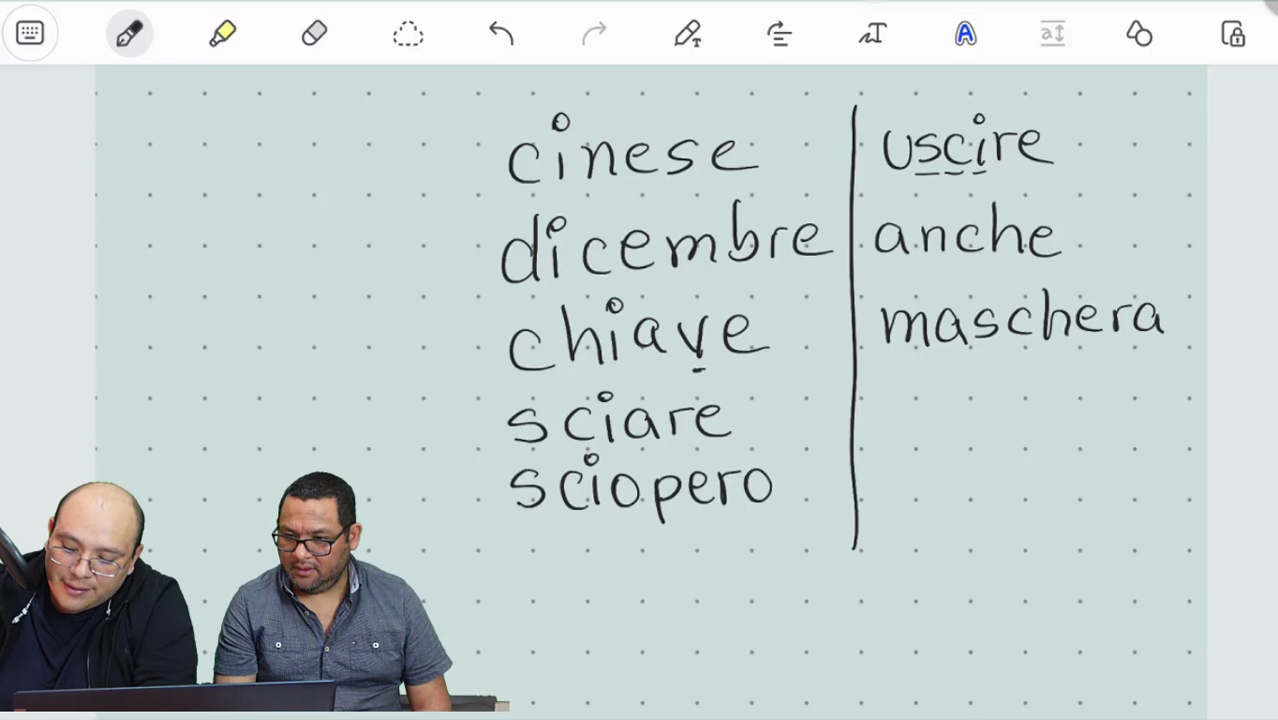 cinese
dicembre
chiave
sciare
sciopero
uscire
anche
maschera